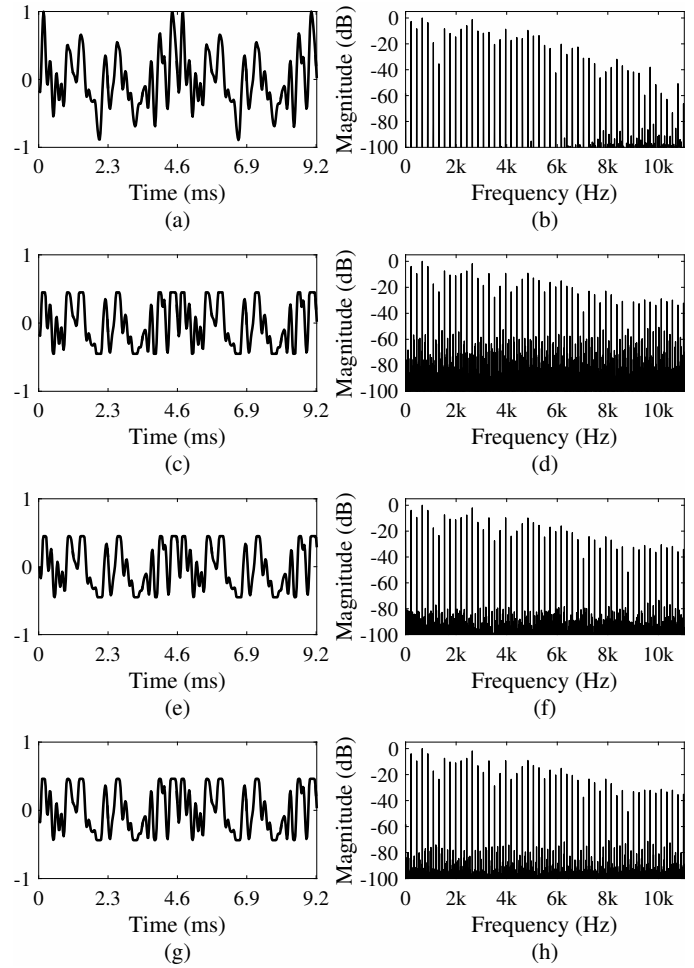 1
0
-1
0
2.3
4.6
6.9
9.2
Time (ms)
(a)
Magnitude (dB)
0
-20
-40
-60
-80
-100
2k
4k
6k
8k
10k
Frequency (Hz)
(b)
1
0
-1
0
2.3
4.6
6.9
9.2
Time (ms)
(c)
Magnitude (dB)
0
-20
-40
-60
-80
-100
0
2k
4k
6k
8k
10k
Frequency (Hz)
(d)
1
0
-1
0
2.3
4.6
6.9
9.2
Time (ms)
(e)
Magnitude (dB)
0
-20
-40
-60
-80
-100
0
2k
4k
6k
8k
10k
Frequency (Hz)
(f)
1
0
-1
0
2.3
4.6
6.9
9.2
Time (ms)
(g)
Magnitude (dB)
0
-20
-40
-60
-80
-100
0
2k
4k
6k
8k
10k
Frequency (Hz)
(h)